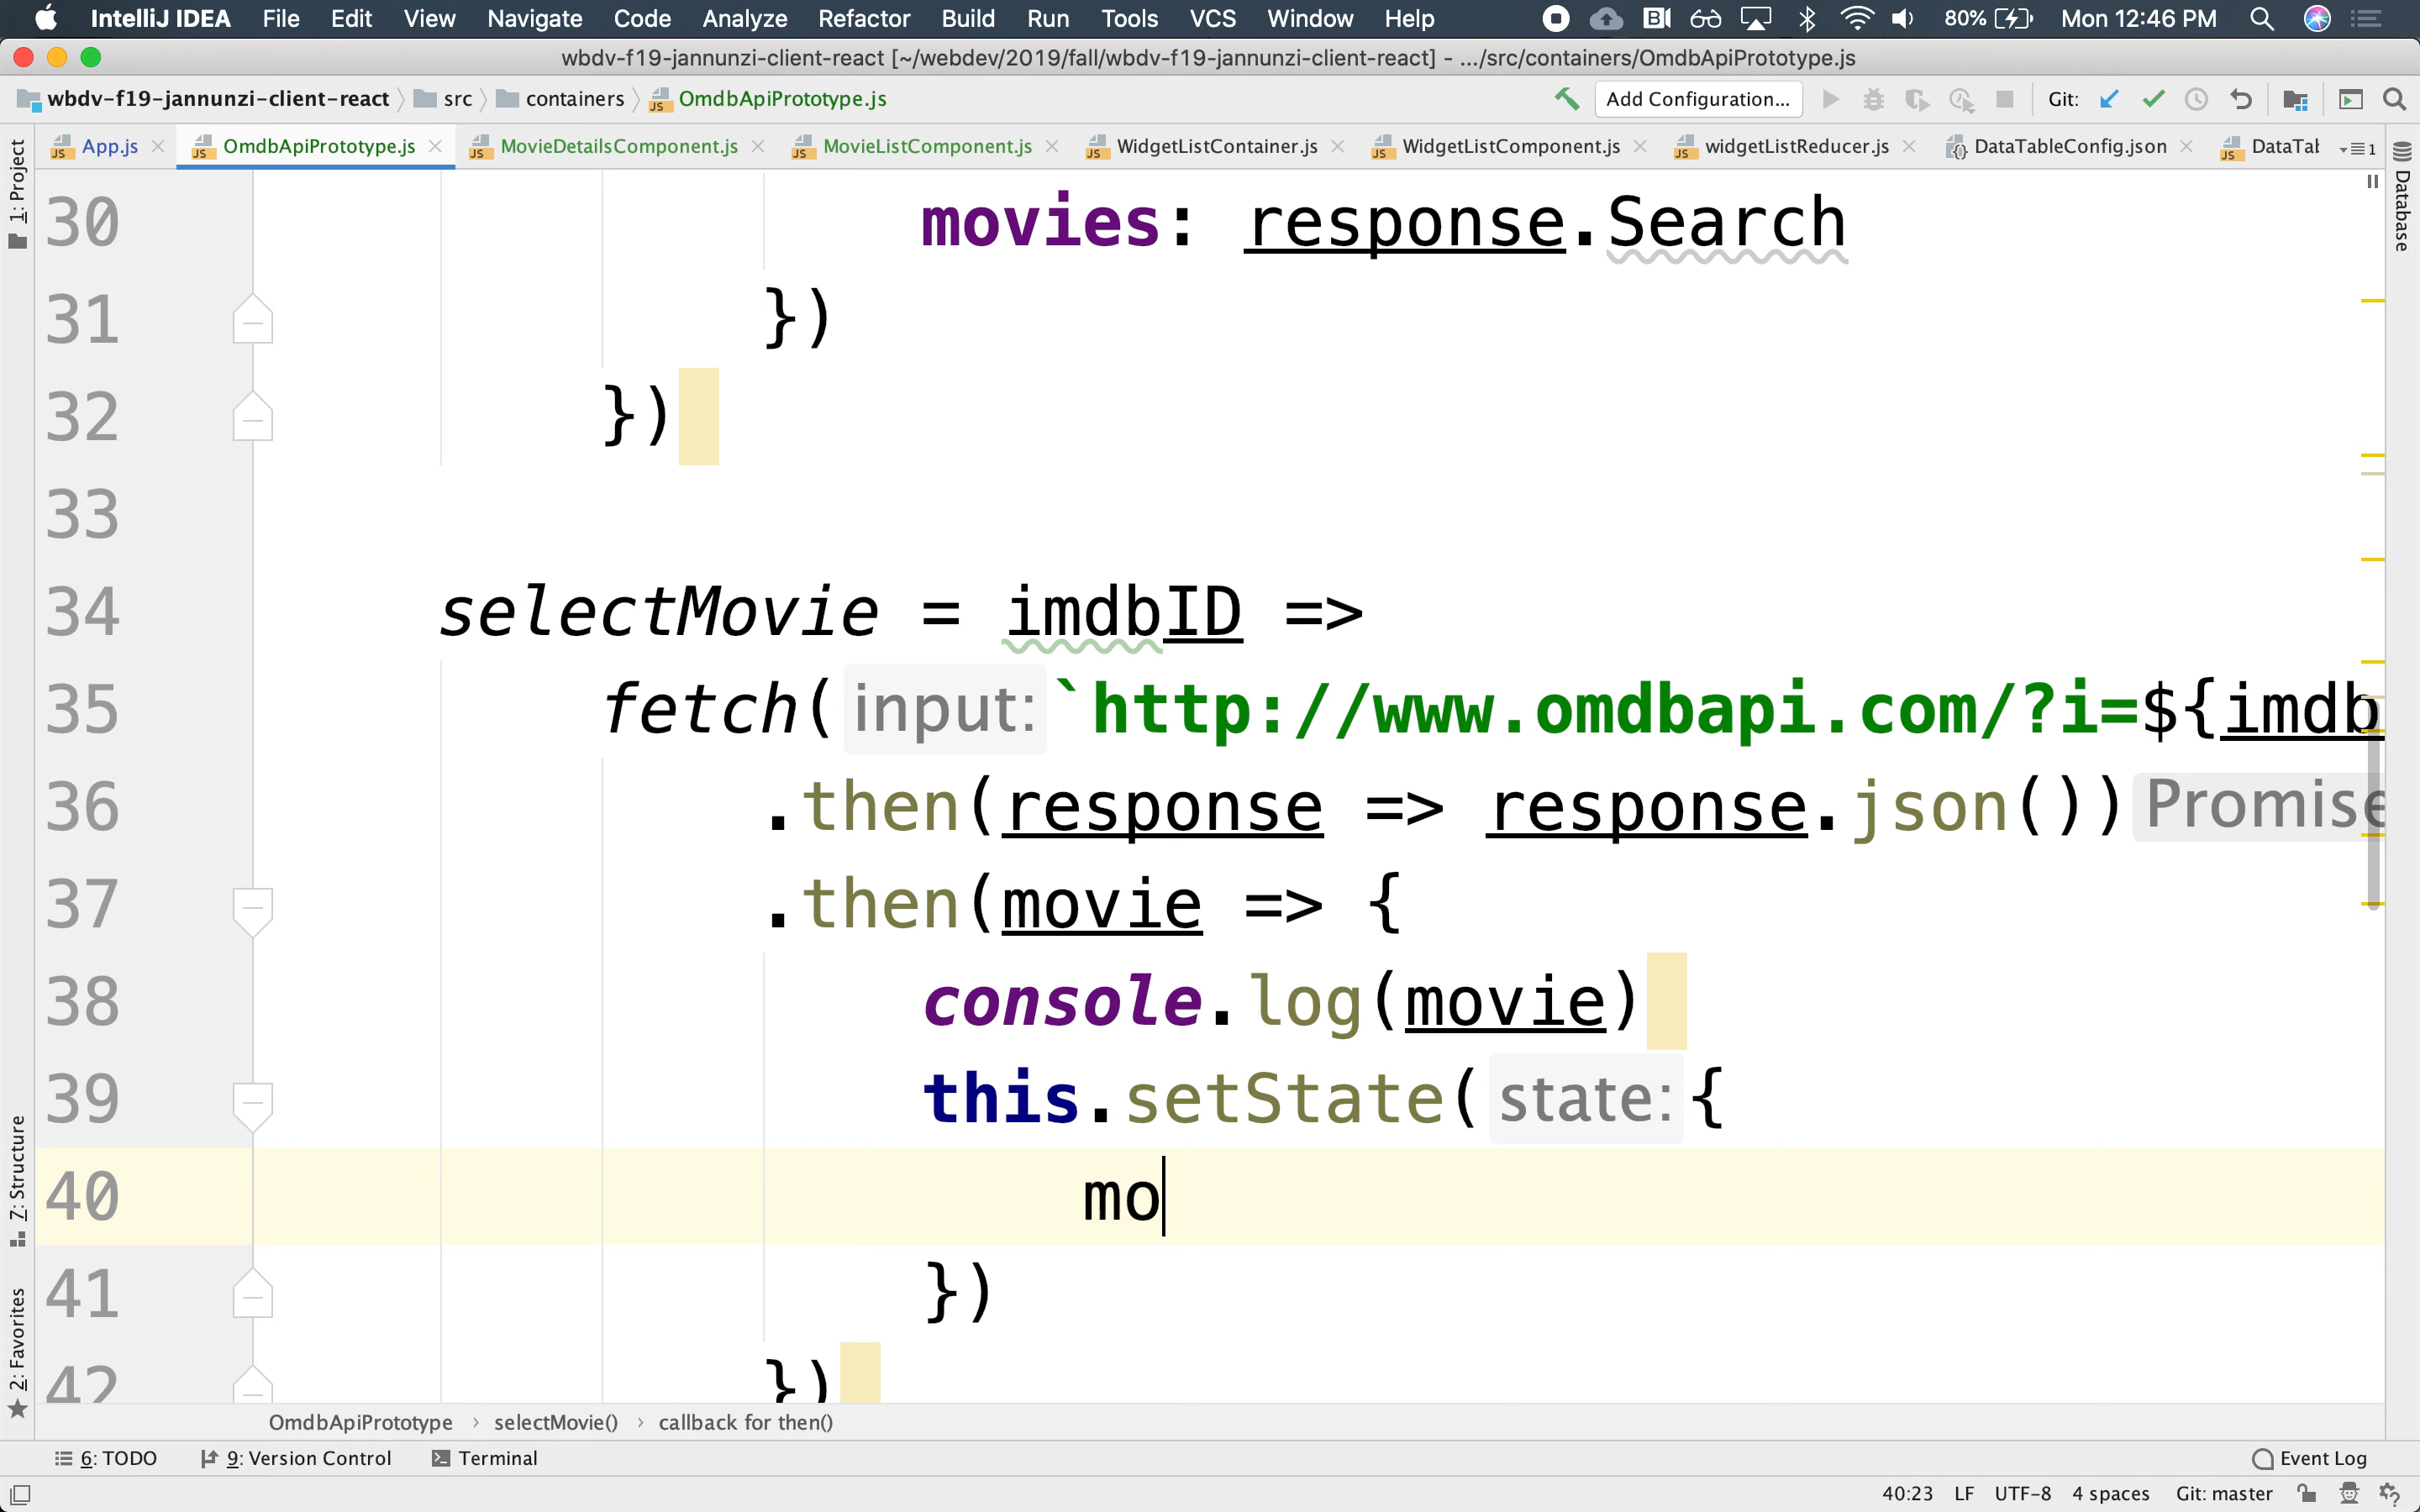 IntelliJ IDEA File Edit View Navigate Code Analyze Refactor Build Run Tools VCS Window Help 80% Mon 12:46 PM
wbdv-f19-jannunzi-client-react [~/webdev/2019/fall/wbdv-f19-jannunzi-client-react] - .../src/containers/OmdbApiPrototype.js
wbdv-f19-jannunzi-client-react src containers OmdbApiPrototype.js Add Configuration... Git:
App.js OmdbApiPrototype.js MovieDetailsComponent.js MovieListComponent.js WidgetListContainer.js WidgetListComponent.js widgetListReducer.js DataTableConfig.json DataTal 1
1: Project
Database
30 movies: response.Search
31 })
32 })
33
34 selectMovie = imdbID =>
35 fetch( input: `http://www.omdbapi.com/?i=${imdb
36 .then(response => response.json()) Promise
37 .then(movie => {
38 console.log(movie)
39 this.setState( state: {
40 mo
41 })
42 })
7: Structure
2: Favorites
OmdbApiPrototype › selectMovie() › callback for then()
6: TODO 9: Version Control Terminal Event Log
40:23 LF UTF-8 4 spaces Git: master